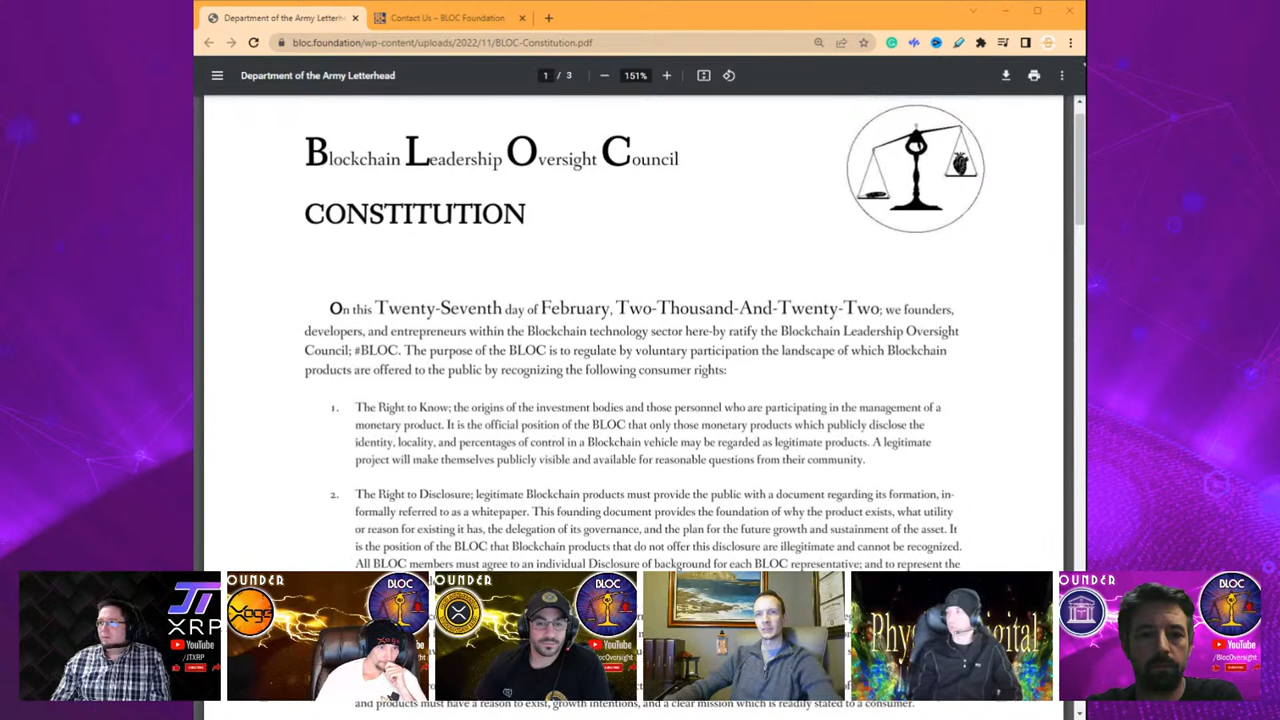 Department of the Army Letterh
Contact Us – BLOC Foundation
bloc.foundation/wp-content/uploads/2022/11/BLOC-Constitution.pdf
Department of the Army Letterhead
1 / 3
151%
Blockchain Leadership Oversight Council
CONSTITUTION
On this Twenty-Seventh day of February, Two-Thousand-And-Twenty-Two; we founders,
developers, and entrepreneurs within the Blockchain technology sector here-by ratify the Blockchain Leadership Oversight
Council; #BLOC. The purpose of the BLOC is to regulate by voluntary participation the landscape of which Blockchain
products are offered to the public by recognizing the following consumer rights:
1. The Right to Know; the origins of the investment bodies and those personnel who are participating in the management of a
monetary product. It is the official position of the BLOC that only those monetary products which publicly disclose the
identity, locality, and percentages of control in a Blockchain vehicle may be regarded as legitimate products. A legitimate
project will make themselves publicly visible and available for reasonable questions from their community.
2. The Right to Disclosure; legitimate Blockchain products must provide the public with a document regarding its formation, in-
formally referred to as a whitepaper. This founding document provides the foundation of why the product exists, what utility
or reason for existing it has, the delegation of its governance, and the plan for the future growth and sustainment of the asset. It
is the position of the BLOC that Blockchain products that do not offer this disclosure are illegitimate and cannot be recognized.
All BLOC members must agree to an individual Disclosure of background for each BLOC representative; and to represent the
JT
XRP
YouTube
/JTXRP
OUNDER
Xoge
BLOC
YouTube
OUNDER
BLOC
YouTube
/BlocOversight
OUNDER
BLOC
YouTube
/BlocOversight
and products must have a reason to exist, growth intentions, and a clear mission which is readily stated to a consumer.